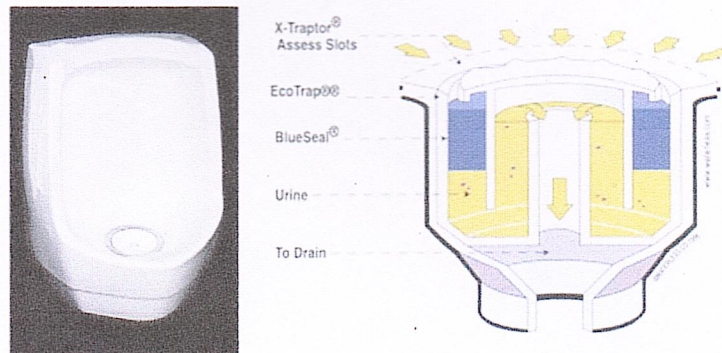 X-Traptor®
Assess Slots
EcoTrap®®
BlueSeal®
Urine
To Drain